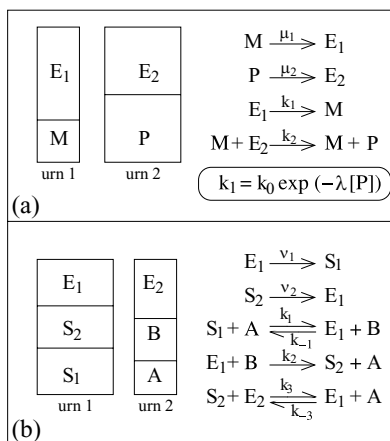 E₁ E₂ M —μ₁→ E₁
P —μ₂→ E₂
E₁ —k₁→ M
M P M + E₂ —k₂→ M + P
urn 1 urn 2
k₁ = k₀ exp (−λ[P])
(a)
E₁ E₂ E₁ —ν₁→ S₁
S₂ —ν₂→ E₁
S₂ B S₁ + A ⇌ E₁ + B k₁ k₋₁
S₁ A E₁ + B —k₂→ S₂ + A
urn 1 urn 2 S₂ + E₂ ⇌ E₁ + A k₃ k₋₃
(b)